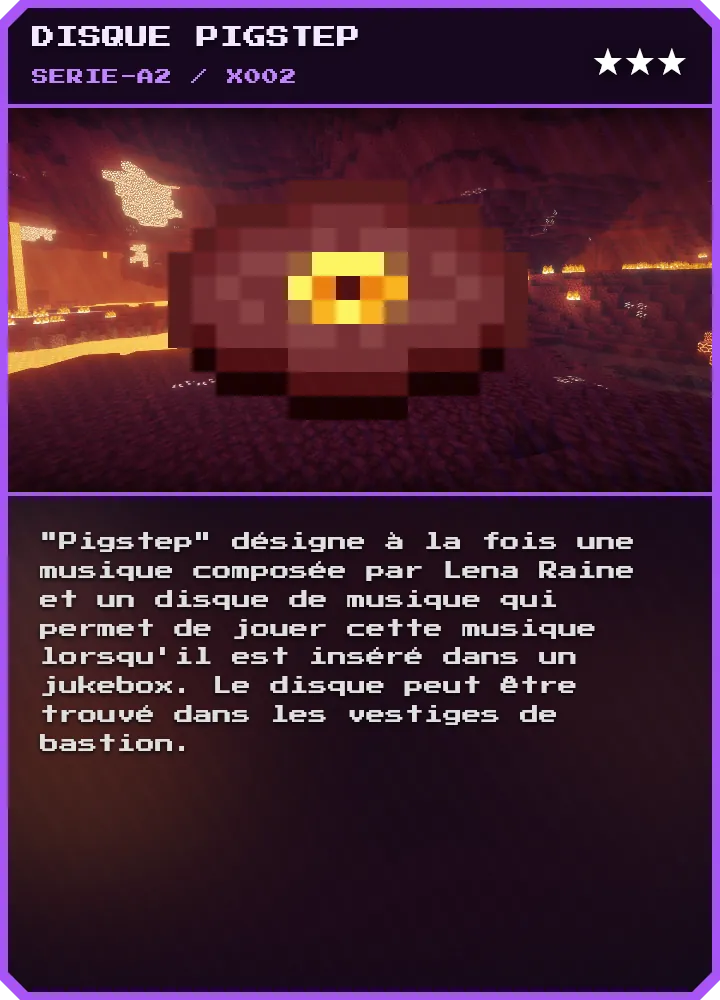 DISQUE PIGSTEP
SERIE-A2 / X002
★★★
"Pigstep" désigne à la fois une
musique composée par Lena Raine
et un disque de musique qui
permet de jouer cette musique
lorsqu'il est inséré dans un
jukebox. Le disque peut être
trouvé dans les vestiges de
bastion.